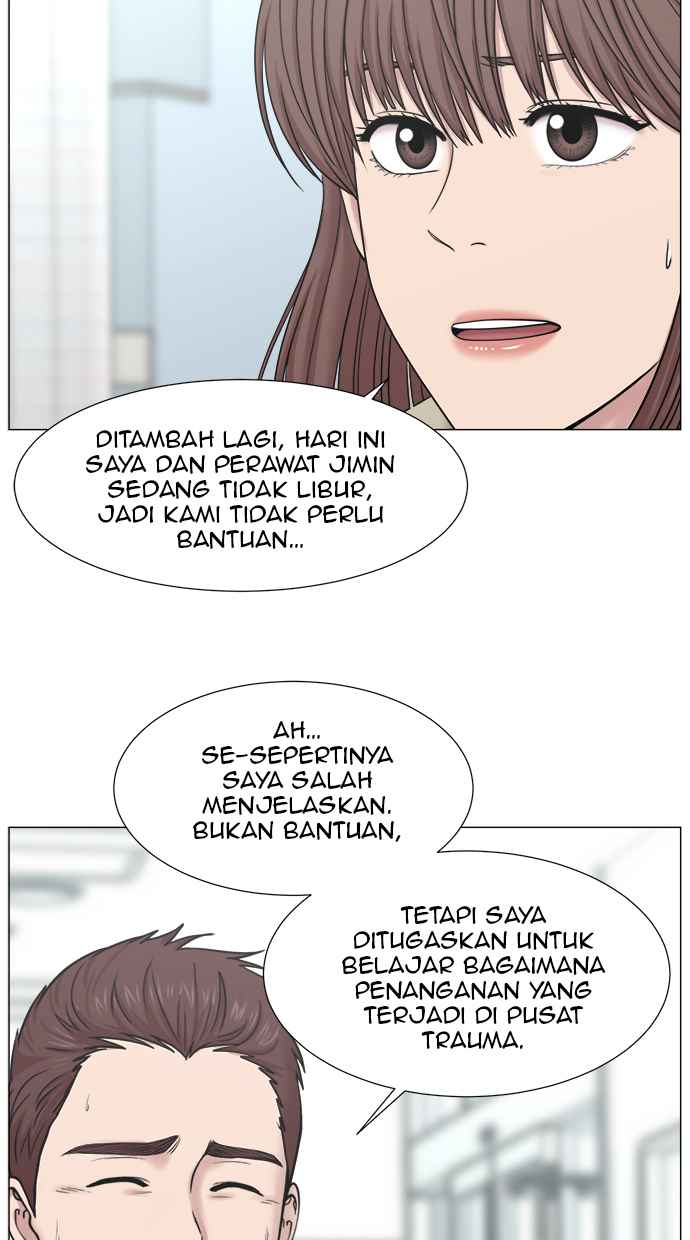 DITAMBAH LAGI, HARI INI
SAYA DAN PERAWAT JIMIN
SEDANG TIDAK LIBUR,
JADI KAMI TIDAK PERLU
BANTUAN...
AH...
SE-SEPERTINYA
SAYA SALAH
MENJELASKAN.
BUKAN BANTUAN,
TETAPI SAYA
DITUGASKAN UNTUK
BELAJAR BAGAIMANA
PENANGANAN YANG
TERJADI DI PUSAT
TRAUMA.